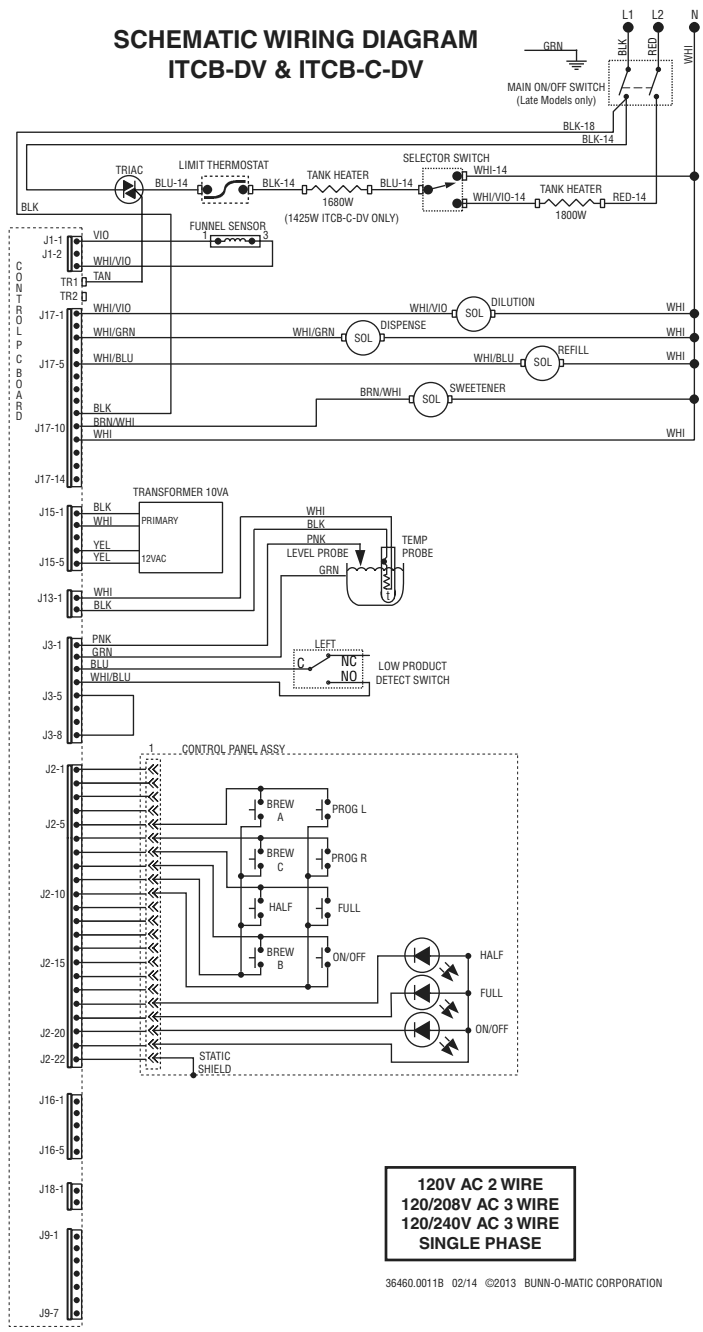 SCHEMATIC WIRING DIAGRAM
ITCB-DV & ITCB-C-DV
L1 L2 N
GRN
BLK
RED
WHI
MAIN ON/OFF SWITCH
(Late Models only)
BLK-18
BLK-14
TRIAC
LIMIT THERMOSTAT
SELECTOR SWITCH
WHI-14
BLU-14
BLK-14
TANK HEATER
1680W
(1425W ITCB-C-DV ONLY)
BLU-14
WHI/VIO-14
TANK HEATER
1800W
RED-14
BLK
FUNNEL SENSOR
1 3
CONTROL PC BOARD
J1-1 VIO
J1-2
WHI/VIO
TR1 TAN
TR2
J17-1 WHI/VIO WHI/VIO SOL DILUTION WHI
WHI/GRN WHI/GRN SOL DISPENSE WHI
J17-5 WHI/BLU WHI/BLU SOL REFILL WHI
BLK
BRN/WHI SOL SWEETENER
J17-10 BRN/WHI
WHI WHI
J17-14
TRANSFORMER 10VA
J15-1 BLK
WHI PRIMARY
YEL
J15-5 YEL 12VAC
WHI
BLK
PNK
LEVEL PROBE
TEMP
PROBE
GRN
t
J13-1 WHI
BLK
J3-1 PNK
GRN
BLU
WHI/BLU
J3-5
J3-8
LEFT
C NC
NO
LOW PRODUCT
DETECT SWITCH
1 CONTROL PANEL ASSY
J2-1
J2-5
J2-10
J2-15
J2-20
J2-22
BREW
A
PROG L
BREW
C
PROG R
HALF
FULL
BREW
B
ON/OFF
HALF
FULL
ON/OFF
STATIC
SHIELD
J16-1
J16-5
J18-1
J9-1
J9-7
120V AC 2 WIRE
120/208V AC 3 WIRE
120/240V AC 3 WIRE
SINGLE PHASE
36460.0011B 02/14 ©2013 BUNN-O-MATIC CORPORATION